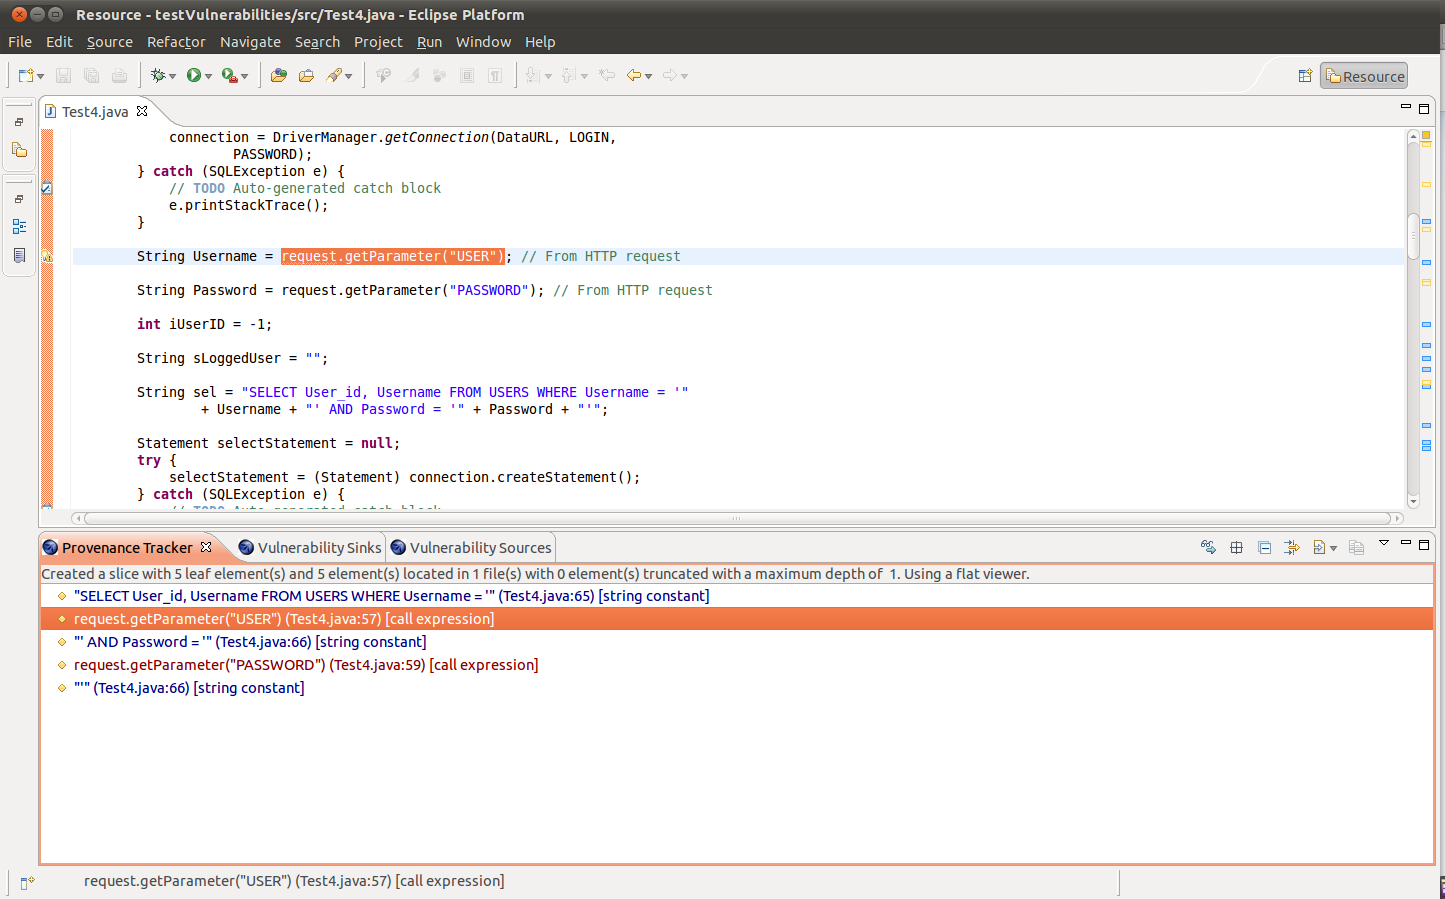 Resource - testVulnerabilities/src/Test4.java - Eclipse Platform
File Edit Source Refactor Navigate Search Project Run Window Help
Resource
Test4.java
connection = DriverManager.getConnection(DataURL, LOGIN,
PASSWORD);
} catch (SQLException e) {
// TODO Auto-generated catch block
e.printStackTrace();
}
String Username = request.getParameter("USER"); // From HTTP request
String Password = request.getParameter("PASSWORD"); // From HTTP request
int iUserID = -1;
String sLoggedUser = "";
String sel = "SELECT User_id, Username FROM USERS WHERE Username = '"
+ Username + "' AND Password = '" + Password + "'";
Statement selectStatement = null;
try {
selectStatement = (Statement) connection.createStatement();
} catch (SQLException e) {
// TODO Auto-generated catch block
Provenance Tracker Vulnerability Sinks Vulnerability Sources
Created a slice with 5 leaf element(s) and 5 element(s) located in 1 file(s) with 0 element(s) truncated with a maximum depth of 1. Using a flat viewer.
"SELECT User_id, Username FROM USERS WHERE Username = '" (Test4.java:65) [string constant]
request.getParameter("USER") (Test4.java:57) [call expression]
"' AND Password = '" (Test4.java:66) [string constant]
request.getParameter("PASSWORD") (Test4.java:59) [call expression]
"'" (Test4.java:66) [string constant]
request.getParameter("USER") (Test4.java:57) [call expression]